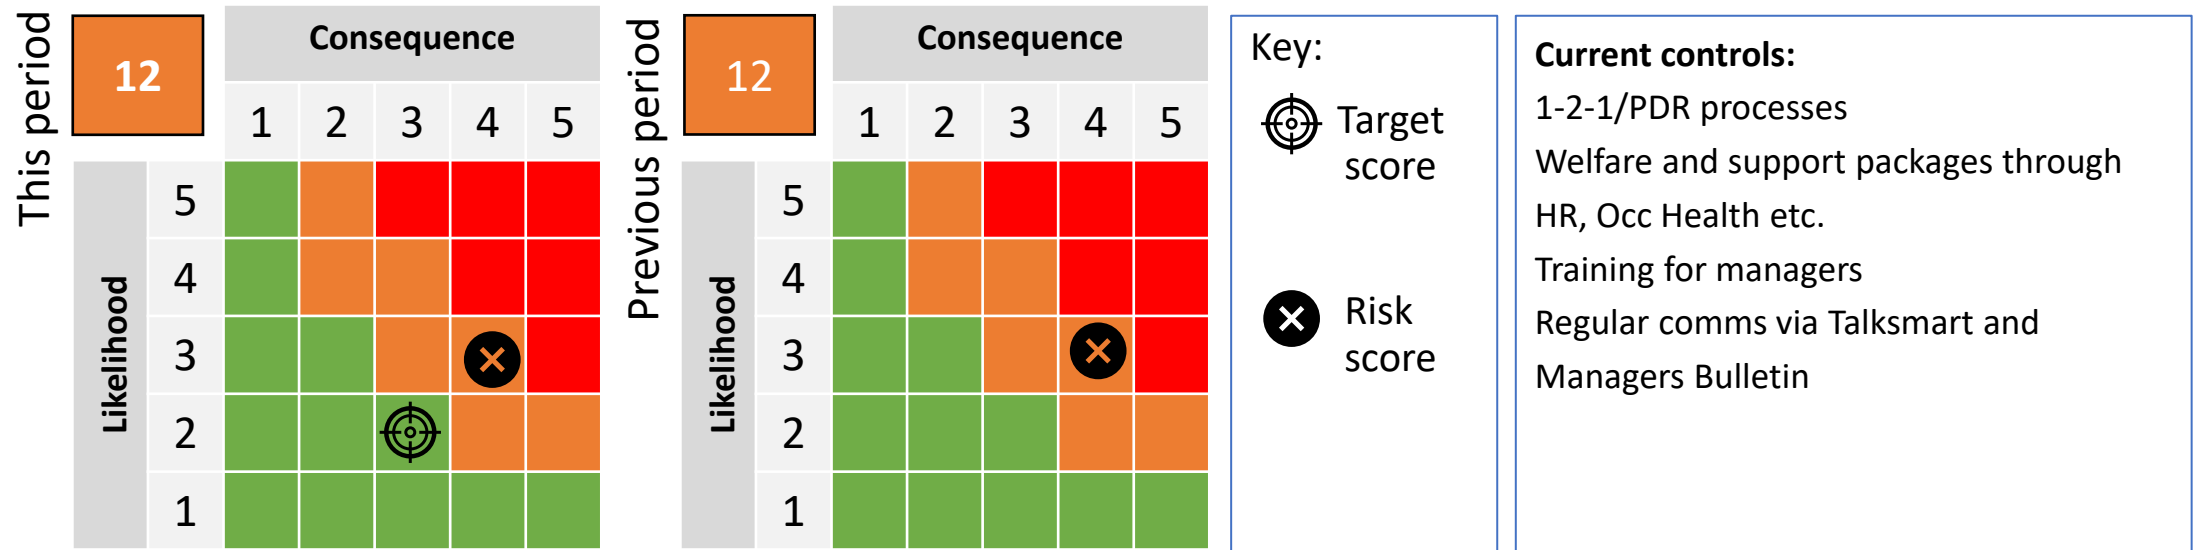 This period
12
Consequence
1 2 3 4 5
Likelihood
5
4
3
2
1
Previous period
12
Consequence
1 2 3 4 5
Likelihood
5
4
3
2
1
Key:
Target
score
Risk
score
Current controls:
1-2-1/PDR processes
Welfare and support packages through
HR, Occ Health etc.
Training for managers
Regular comms via Talksmart and
Managers Bulletin